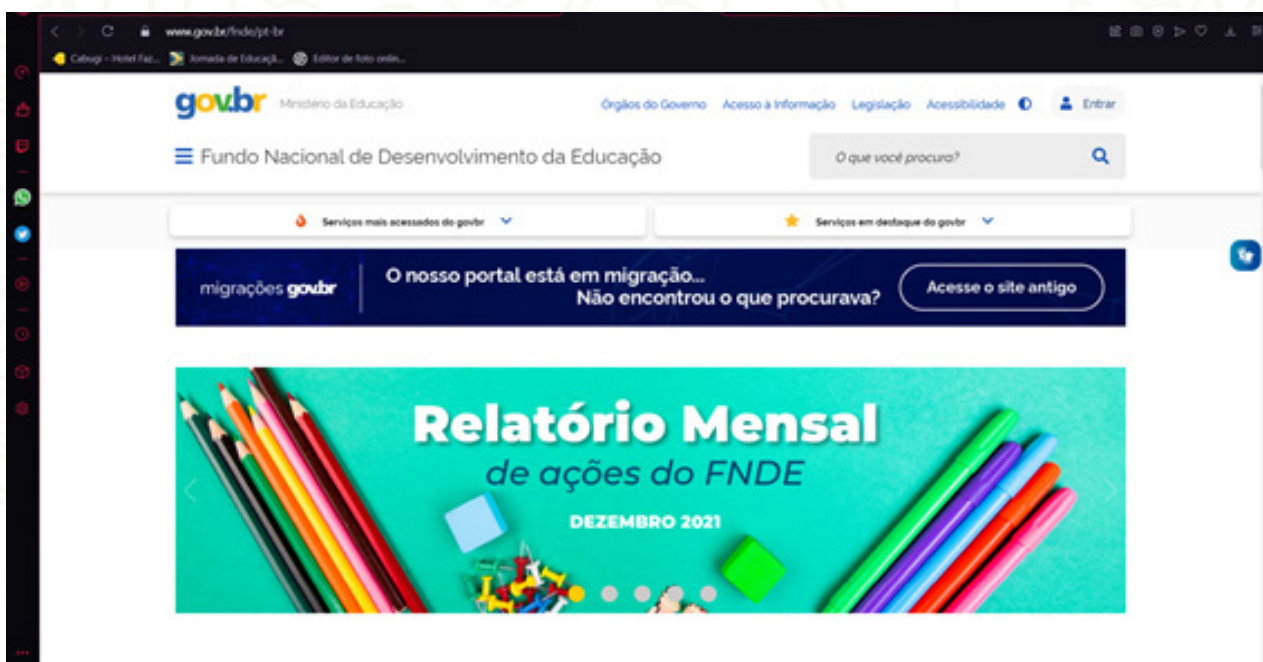 www.gov.br/fnde/pt-br
Cabugi - Hotel Faz... Jornada de Educaçã... Editor de foto onlin...
gov.br Ministério da Educação Órgãos do Governo Acesso à Informação Legislação Acessibilidade Entrar
Fundo Nacional de Desenvolvimento da Educação O que você procura?
Serviços mais acessados do govbr Serviços em destaque do govbr
migrações gov.br O nosso portal está em migração...
Não encontrou o que procurava? Acesse o site antigo
Relatório Mensal
de ações do FNDE
DEZEMBRO 2021